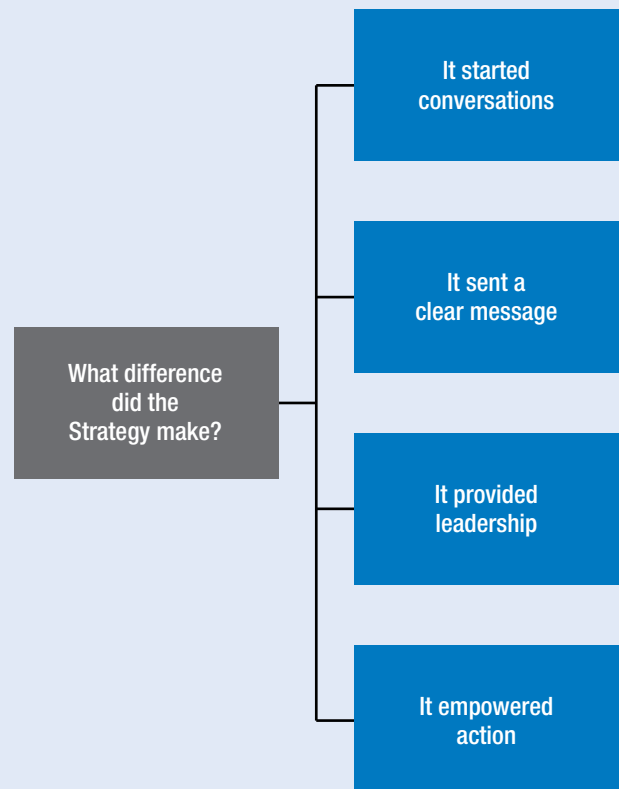 What difference
did the
Strategy make?
It started
conversations
It sent a
clear message
It provided
leadership
It empowered
action